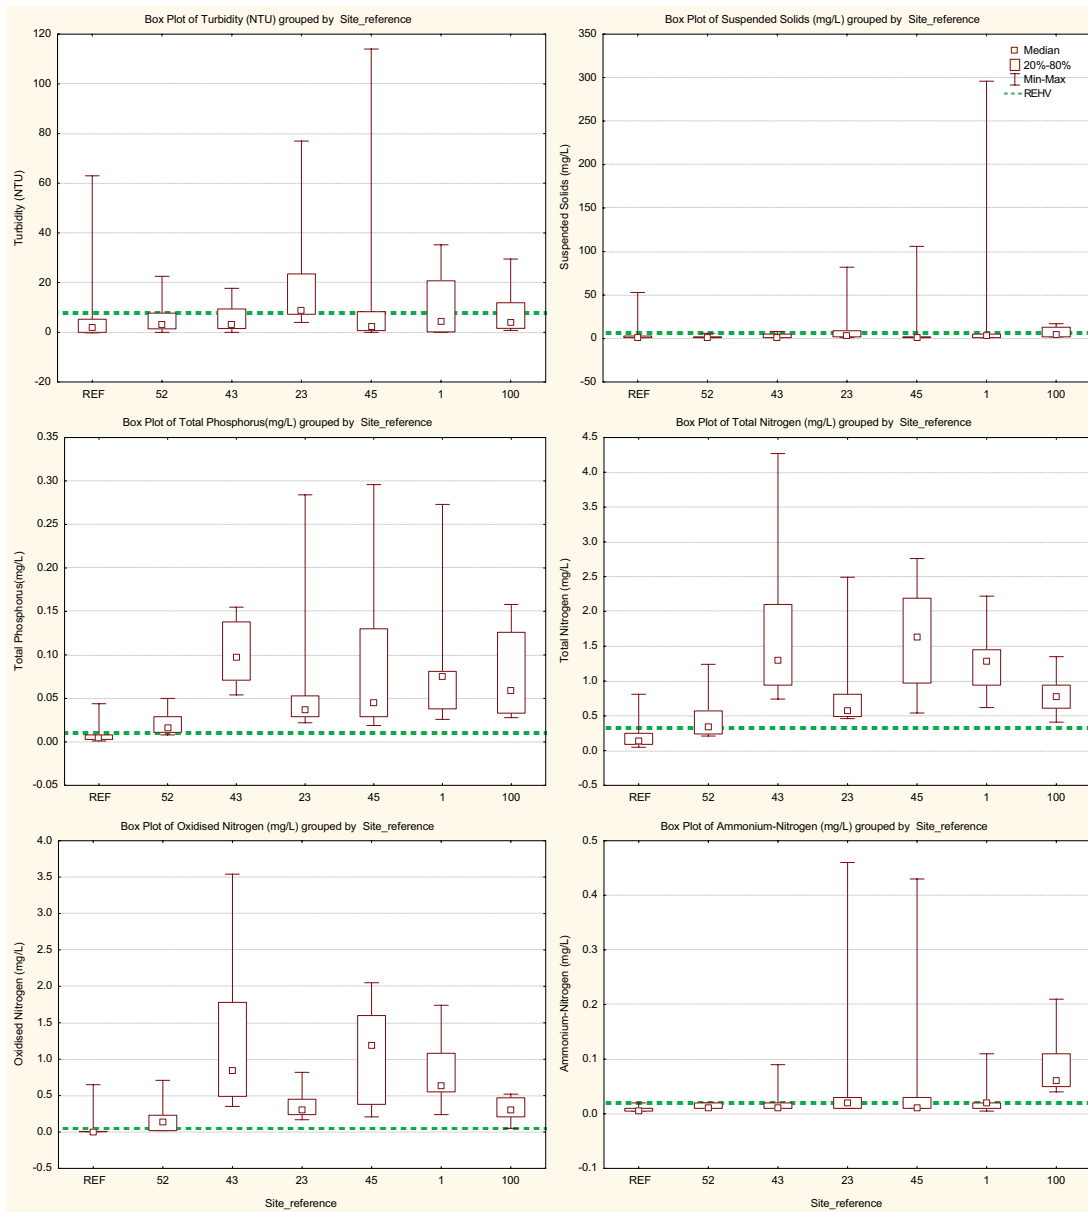 Box Plot of Turbidity (NTU) grouped by Site_reference
120
100
80
60
40
20
0
-20
Turbidity (NTU)
REF 52 43 23 45 1 100
Box Plot of Suspended Solids (mg/L) grouped by Site_reference
350
300
250
200
150
100
50
0
-50
Suspended Solids (mg/L)
Median
20%-80%
Min-Max
REHV
REF 52 43 23 45 1 100
Box Plot of Total Phosphorus(mg/L) grouped by Site_reference
0.35
0.30
0.25
0.20
0.15
0.10
0.05
0.00
-0.05
Total Phosphorus(mg/L)
REF 52 43 23 45 1 100
Box Plot of Total Nitrogen (mg/L) grouped by Site_reference
4.5
4.0
3.5
3.0
2.5
2.0
1.5
1.0
0.5
0.0
-0.5
Total Nitrogen (mg/L)
REF 52 43 23 45 1 100
Box Plot of Oxidised Nitrogen (mg/L) grouped by Site_reference
4.0
3.5
3.0
2.5
2.0
1.5
1.0
0.5
0.0
-0.5
Oxidised Nitrogen (mg/L)
REF 52 43 23 45 1 100
Site_reference
Box Plot of Ammonium-Nitrogen (mg/L) grouped by Site_reference
0.5
0.4
0.3
0.2
0.1
0.0
-0.1
Ammonium-Nitrogen (mg/L)
REF 52 43 23 45 1 100
Site_reference